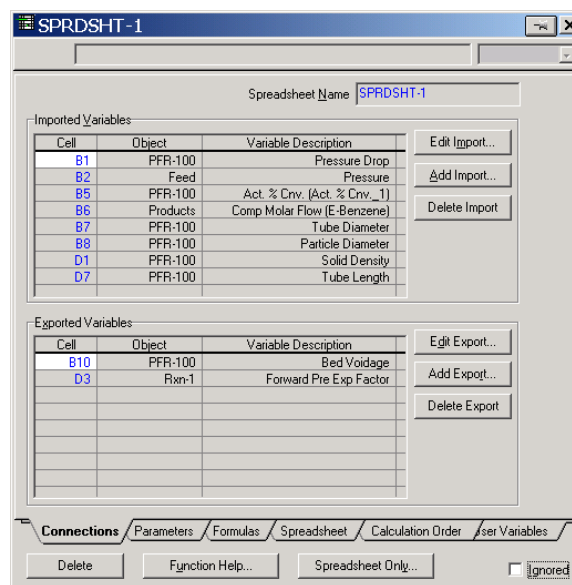 SPRDSHT-1
Spreadsheet Name SPRDSHT-1
Imported Variables
Cell Object Variable Description
B1 PFR-100 Pressure Drop
B2 Feed Pressure
B5 PFR-100 Act. % Cnv. (Act. % Cnv._1)
B6 Products Comp Molar Flow (E-Benzene)
B7 PFR-100 Tube Diameter
B8 PFR-100 Particle Diameter
D1 PFR-100 Solid Density
D7 PFR-100 Tube Length
Edit Import...
Add Import...
Delete Import
Exported Variables
Cell Object Variable Description
B10 PFR-100 Bed Voidage
D3 Rxn-1 Forward Pre Exp Factor
Edit Export...
Add Export...
Delete Export
Connections Parameters Formulas Spreadsheet Calculation Order ser Variables
Delete Function Help... Spreadsheet Only... Ignored